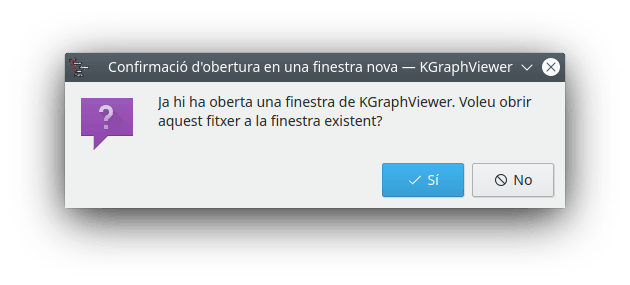 Confirmació d'obertura en una finestra nova — KGraphViewer
?
Ja hi ha oberta una finestra de KGraphViewer. Voleu obrir
aquest fitxer a la finestra existent?
Sí
No